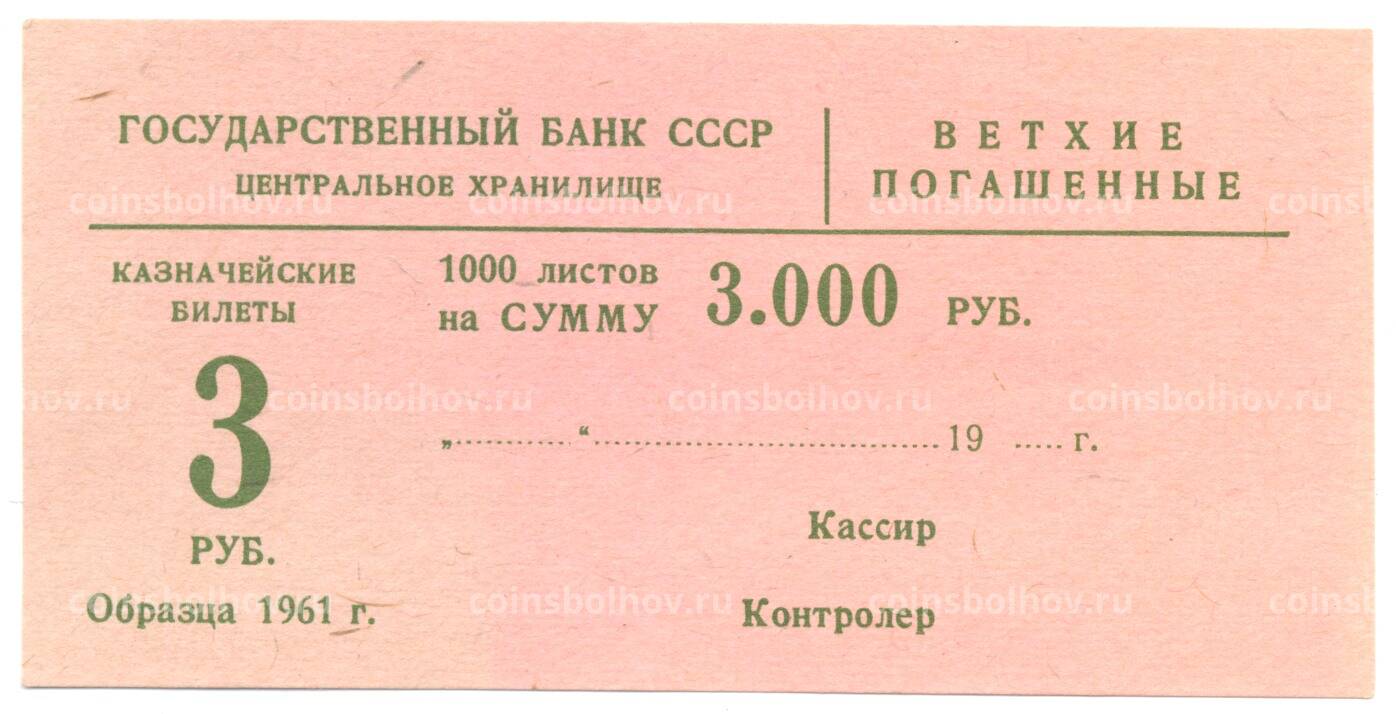 ГОСУДАРСТВЕННЫЙ БАНК СССР
ЦЕНТРАЛЬНОЕ ХРАНИЛИЩЕ
ВЕТХИЕ
ПОГАШЕННЫЕ
КАЗНАЧЕЙСКИЕ
БИЛЕТЫ
1000 листов
на СУММУ 3.000 РУБ.
3
РУБ.
Образца 1961 г.
„............“........................................ 19 ..... г.
Кассир
Контролер
coinsbolhov.ru